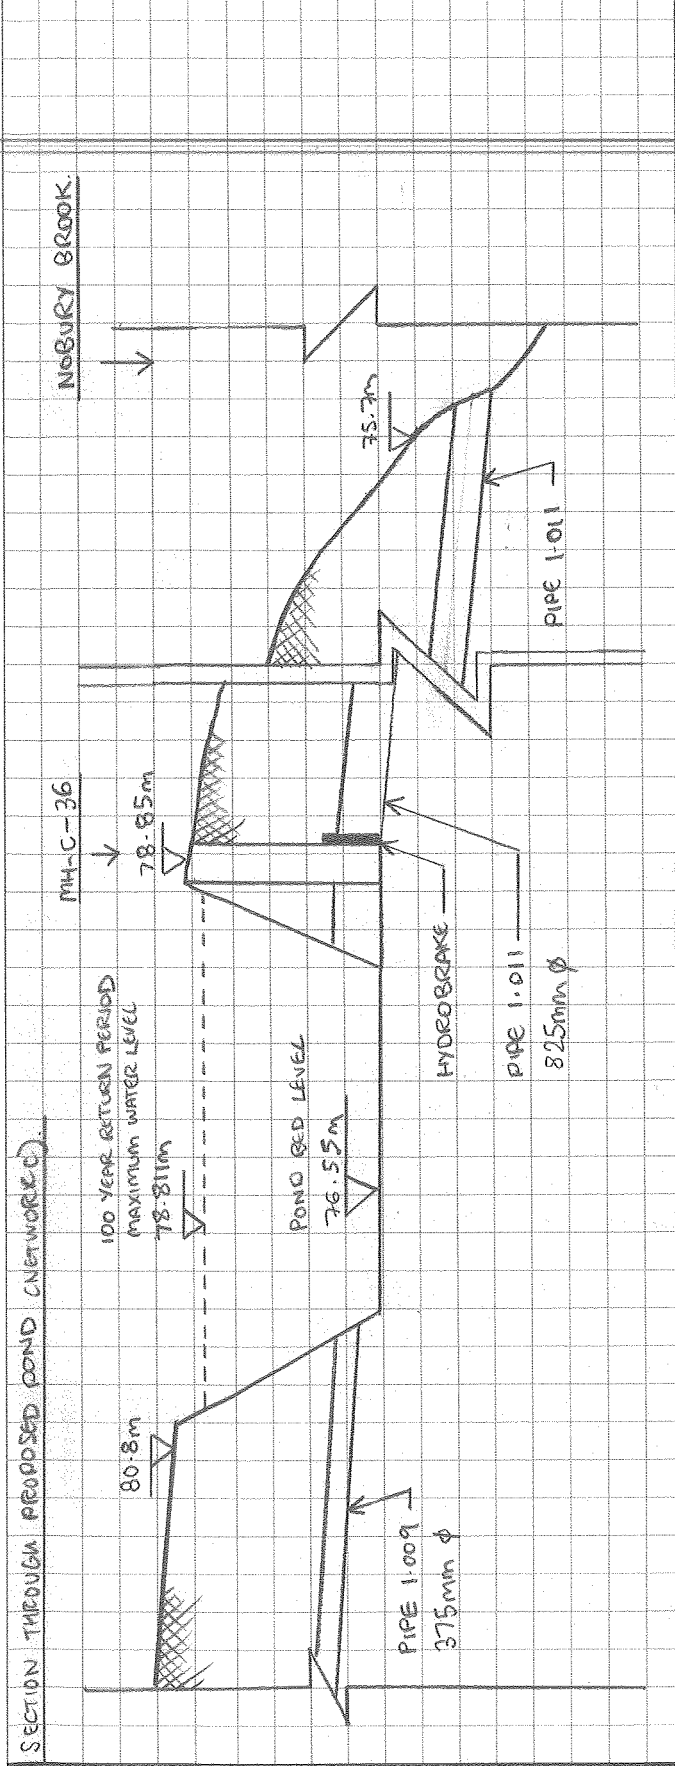 SECTION THROUGH PROPOSED POND (NETWORK C).
80.8m
100 YEAR RETURN PERIOD
MAXIMUM WATER LEVEL
78.811m
MH-C-36
78.85m
NOBURY BROOK.
75.7m
POND BED LEVEL
76.55m
PIPE 1.009
375mm ϕ
HYDROBRAKE
PIPE 1.011
825mm ϕ
PIPE 1.011